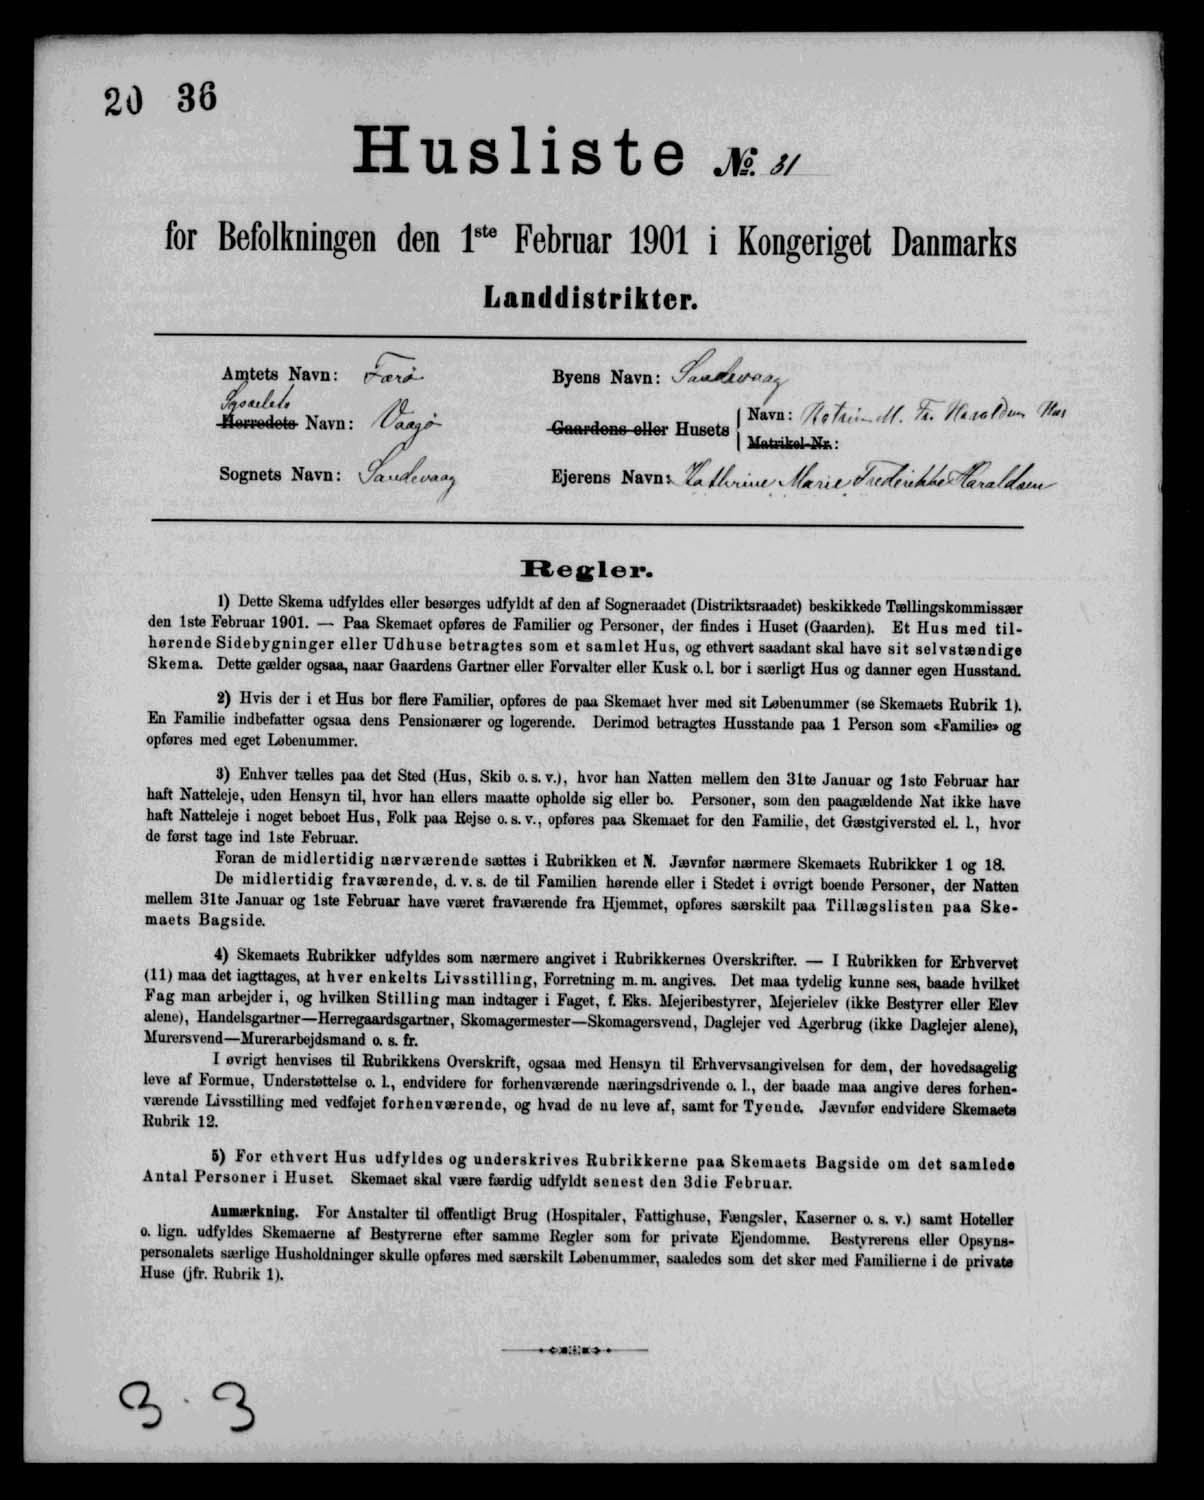 20 36
Husliste No. 31
for Befolkningen den 1ste Februar 1901 i Kongeriget Danmarks
Landdistrikter.
Amtets Navn: Færø
Byens Navn: Sandevaag
Sysselets
Herredets Navn: Vaagø
Gaardens eller Husets
Navn: Katrine M. Fr. Haraldsens Hus
Matrikel-Nr.:
Sognets Navn: Sandevaag
Ejerens Navn: Kathrine Marie Frederikke Haraldsen
Regler.
1) Dette Skema udfyldes eller besørges udfyldt af den af Sogneraadet (Distriktsraadet) beskikkede Tællingskommissær
den 1ste Februar 1901. — Paa Skemaet opføres de Familier og Personer, der findes i Huset (Gaarden). Et Hus med til-
hørende Sidebygninger eller Udhuse betragtes som et samlet Hus, og ethvert saadant skal have sit selvstændige
Skema. Dette gælder ogsaa, naar Gaardens Gartner eller Forvalter eller Kusk o. l. bor i særligt Hus og danner egen Husstand.
2) Hvis der i et Hus bor flere Familier, opføres de paa Skemaet hver med sit Løbenummer (se Skemaets Rubrik 1).
En Familie indbefatter ogsaa dens Pensionærer og logerende. Derimod betragtes Husstande paa 1 Person som «Familie» og
opføres med eget Løbenummer.
3) Enhver tælles paa det Sted (Hus, Skib o. s. v.), hvor han Natten mellem den 31te Januar og 1ste Februar har
haft Natteleje, uden Hensyn til, hvor han ellers maatte opholde sig eller bo. Personer, som den paagældende Nat ikke have
haft Natteleje i noget beboet Hus, Folk paa Rejse o. s. v., opføres paa Skemaet for den Familie, det Gæstgiversted el. l., hvor
de først tage ind 1ste Februar.
Foran de midlertidig nærværende sættes i Rubrikken et N. Jævnfør nærmere Skemaets Rubrikker 1 og 18.
De midlertidig fraværende, d. v. s. de til Familien hørende eller i Stedet i øvrigt boende Personer, der Natten
mellem 31te Januar og 1ste Februar have været fraværende fra Hjemmet, opføres særskilt paa Tillægslisten paa Ske-
maets Bagside.
4) Skemaets Rubrikker udfyldes som nærmere angivet i Rubrikkernes Overskrifter. — I Rubrikken for Erhvervet
(11) maa det iagttages, at hver enkelts Livsstilling, Forretning m. m. angives. Det maa tydelig kunne ses, baade hvilket
Fag man arbejder i, og hvilken Stilling man indtager i Faget, f. Eks. Mejeribestyrer, Mejerielev (ikke Bestyrer eller Elev
alene), Handelsgartner—Herregaardsgartner, Skomagermester—Skomagersvend, Daglejer ved Agerbrug (ikke Daglejer alene),
Murersvend—Murerarbejdsmand o. s. fr.
I øvrigt henvises til Rubrikkens Overskrift, ogsaa med Hensyn til Erhvervsangivelsen for dem, der hovedsagelig
leve af Formue, Understøttelse o. l., endvidere for forhenværende næringsdrivende o. l., der baade maa angive deres forhen-
værende Livsstilling med vedføjet forhenværende, og hvad de nu leve af, samt for Tyende. Jævnfør endvidere Skemaets
Rubrik 12.
5) For ethvert Hus udfyldes og underskrives Rubrikkerne paa Skemaets Bagside om det samlede
Antal Personer i Huset. Skemaet skal være færdig udfyldt senest den 3die Februar.
Anmærkning. For Anstalter til offentligt Brug (Hospitaler, Fattighuse, Fængsler, Kaserner o. s. v.) samt Hoteller
o. lign. udfyldes Skemaerne af Bestyrerne efter samme Regler som for private Ejendomme. Bestyrerens eller Opsyns-
personalets særlige Husholdninger skulle opføres med særskilt Løbenummer, saaledes som det sker med Familierne i de private
Huse (jfr. Rubrik 1).
3 · 3